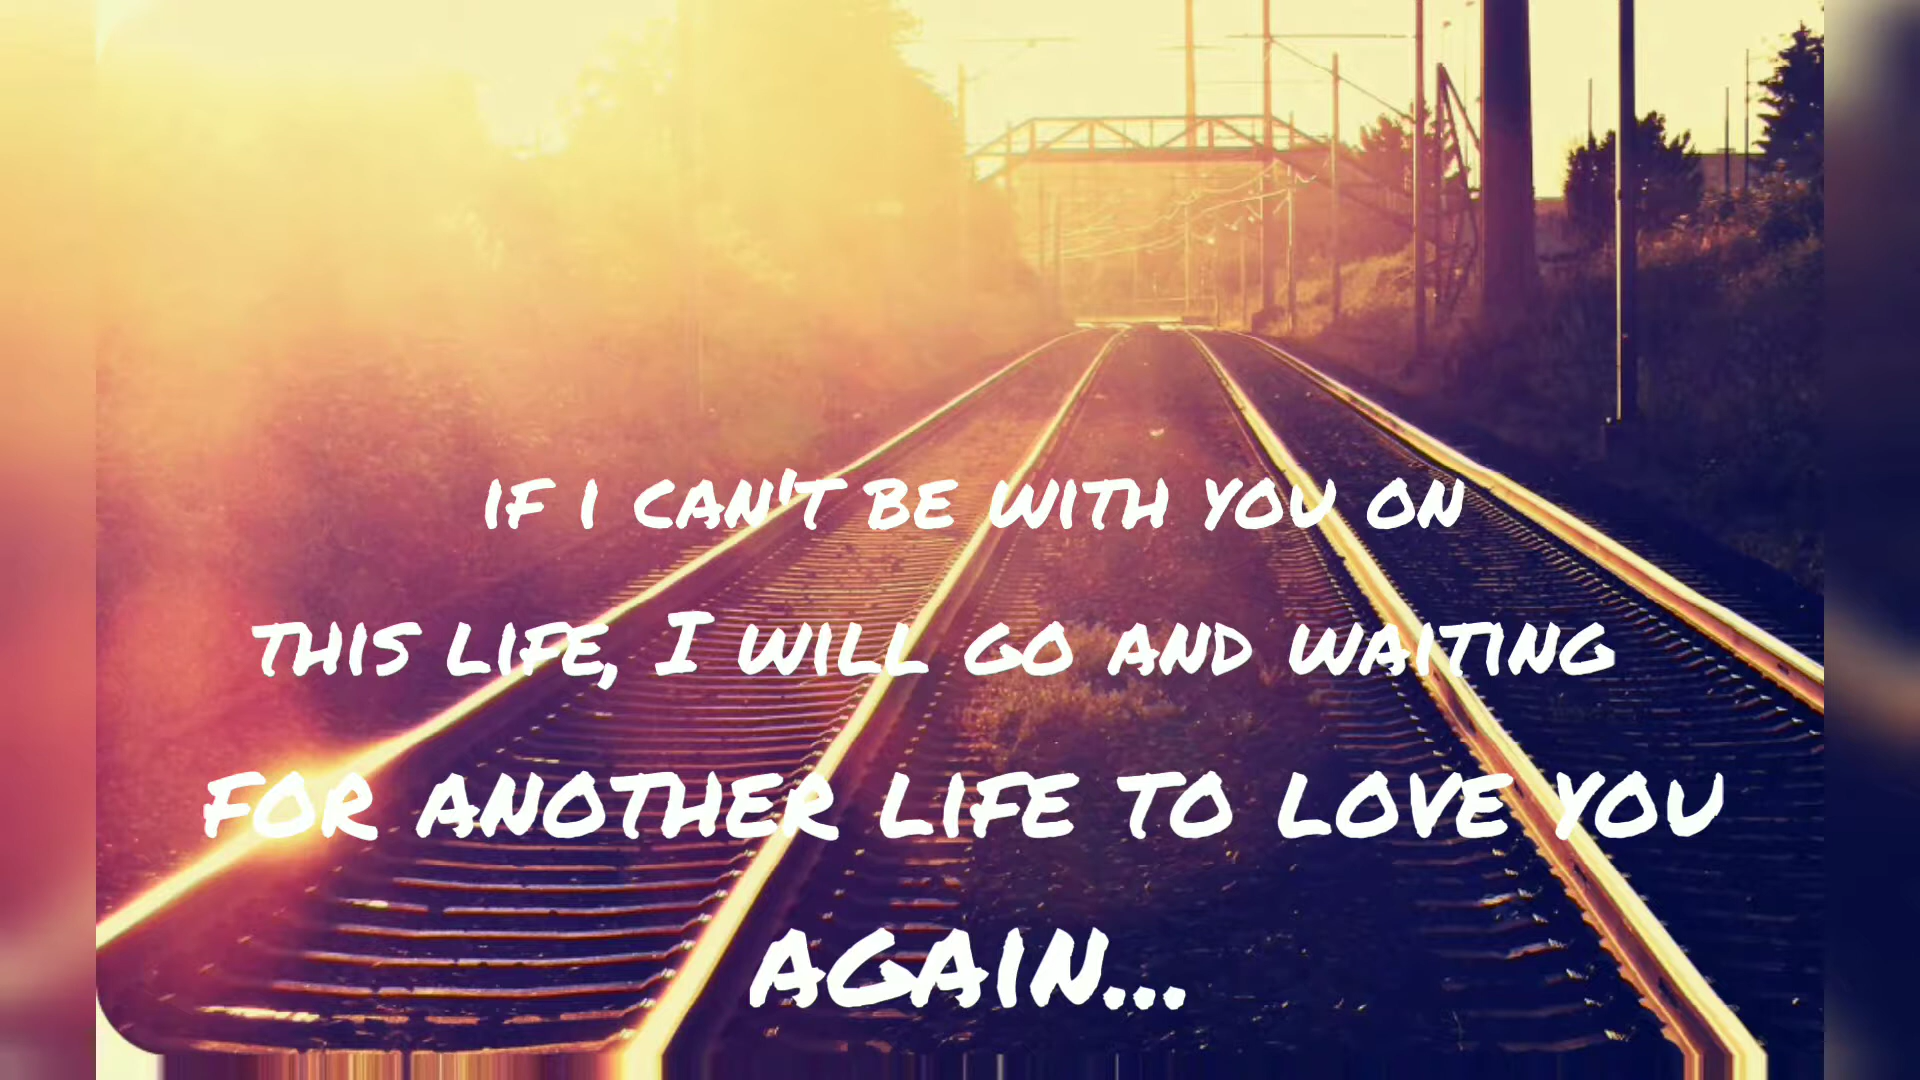 if i can't be with you on
this life, I will go and waiting
for another life to love you
again...